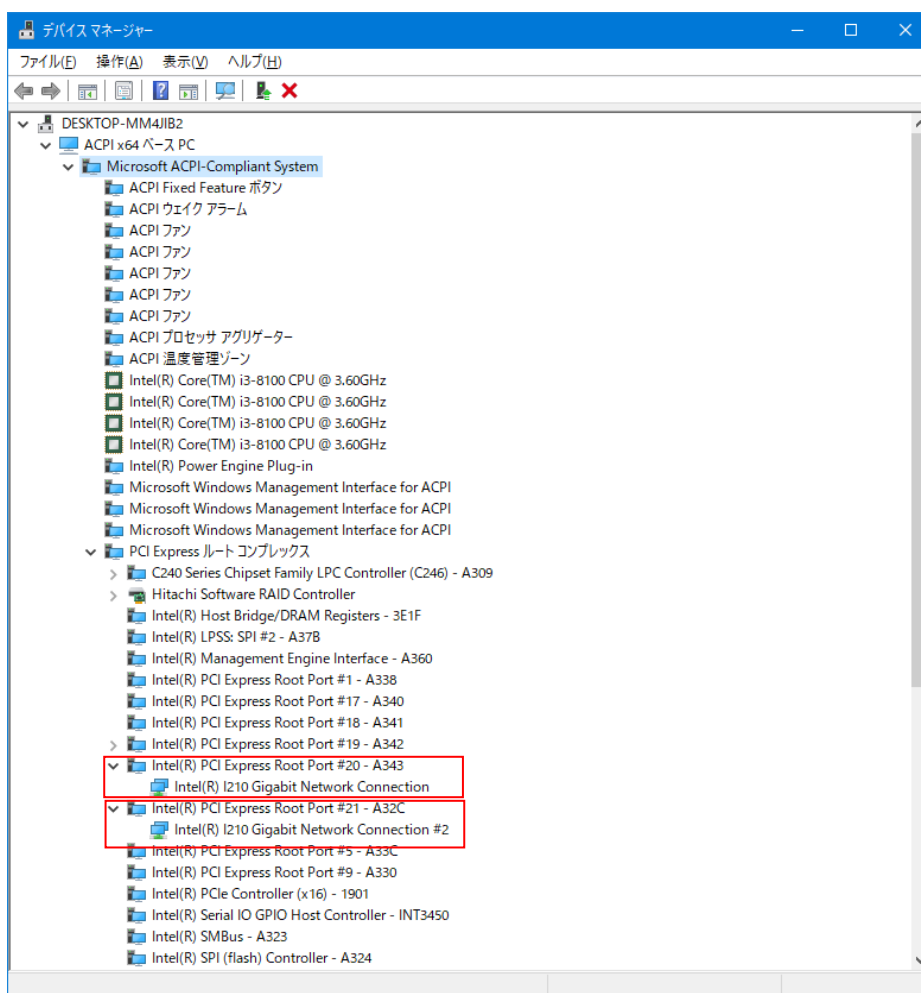 デバイス マネージャー
ファイル(F) 操作(A) 表示(V) ヘルプ(H)
DESKTOP-MM4JIB2
ACPI x64 ベース PC
Microsoft ACPI-Compliant System
ACPI Fixed Feature ボタン
ACPI ウェイク アラーム
ACPI ファン
ACPI ファン
ACPI ファン
ACPI ファン
ACPI ファン
ACPI プロセッサ アグリゲーター
ACPI 温度管理ゾーン
Intel(R) Core(TM) i3-8100 CPU @ 3.60GHz
Intel(R) Core(TM) i3-8100 CPU @ 3.60GHz
Intel(R) Core(TM) i3-8100 CPU @ 3.60GHz
Intel(R) Core(TM) i3-8100 CPU @ 3.60GHz
Intel(R) Power Engine Plug-in
Microsoft Windows Management Interface for ACPI
Microsoft Windows Management Interface for ACPI
Microsoft Windows Management Interface for ACPI
PCI Express ルート コンプレックス
C240 Series Chipset Family LPC Controller (C246) - A309
Hitachi Software RAID Controller
Intel(R) Host Bridge/DRAM Registers - 3E1F
Intel(R) LPSS: SPI #2 - A37B
Intel(R) Management Engine Interface - A360
Intel(R) PCI Express Root Port #1 - A338
Intel(R) PCI Express Root Port #17 - A340
Intel(R) PCI Express Root Port #18 - A341
Intel(R) PCI Express Root Port #19 - A342
Intel(R) PCI Express Root Port #20 - A343
Intel(R) I210 Gigabit Network Connection
Intel(R) PCI Express Root Port #21 - A32C
Intel(R) I210 Gigabit Network Connection #2
Intel(R) PCI Express Root Port #5 - A33C
Intel(R) PCI Express Root Port #9 - A330
Intel(R) PCIe Controller (x16) - 1901
Intel(R) Serial IO GPIO Host Controller - INT3450
Intel(R) SMBus - A323
Intel(R) SPI (flash) Controller - A324